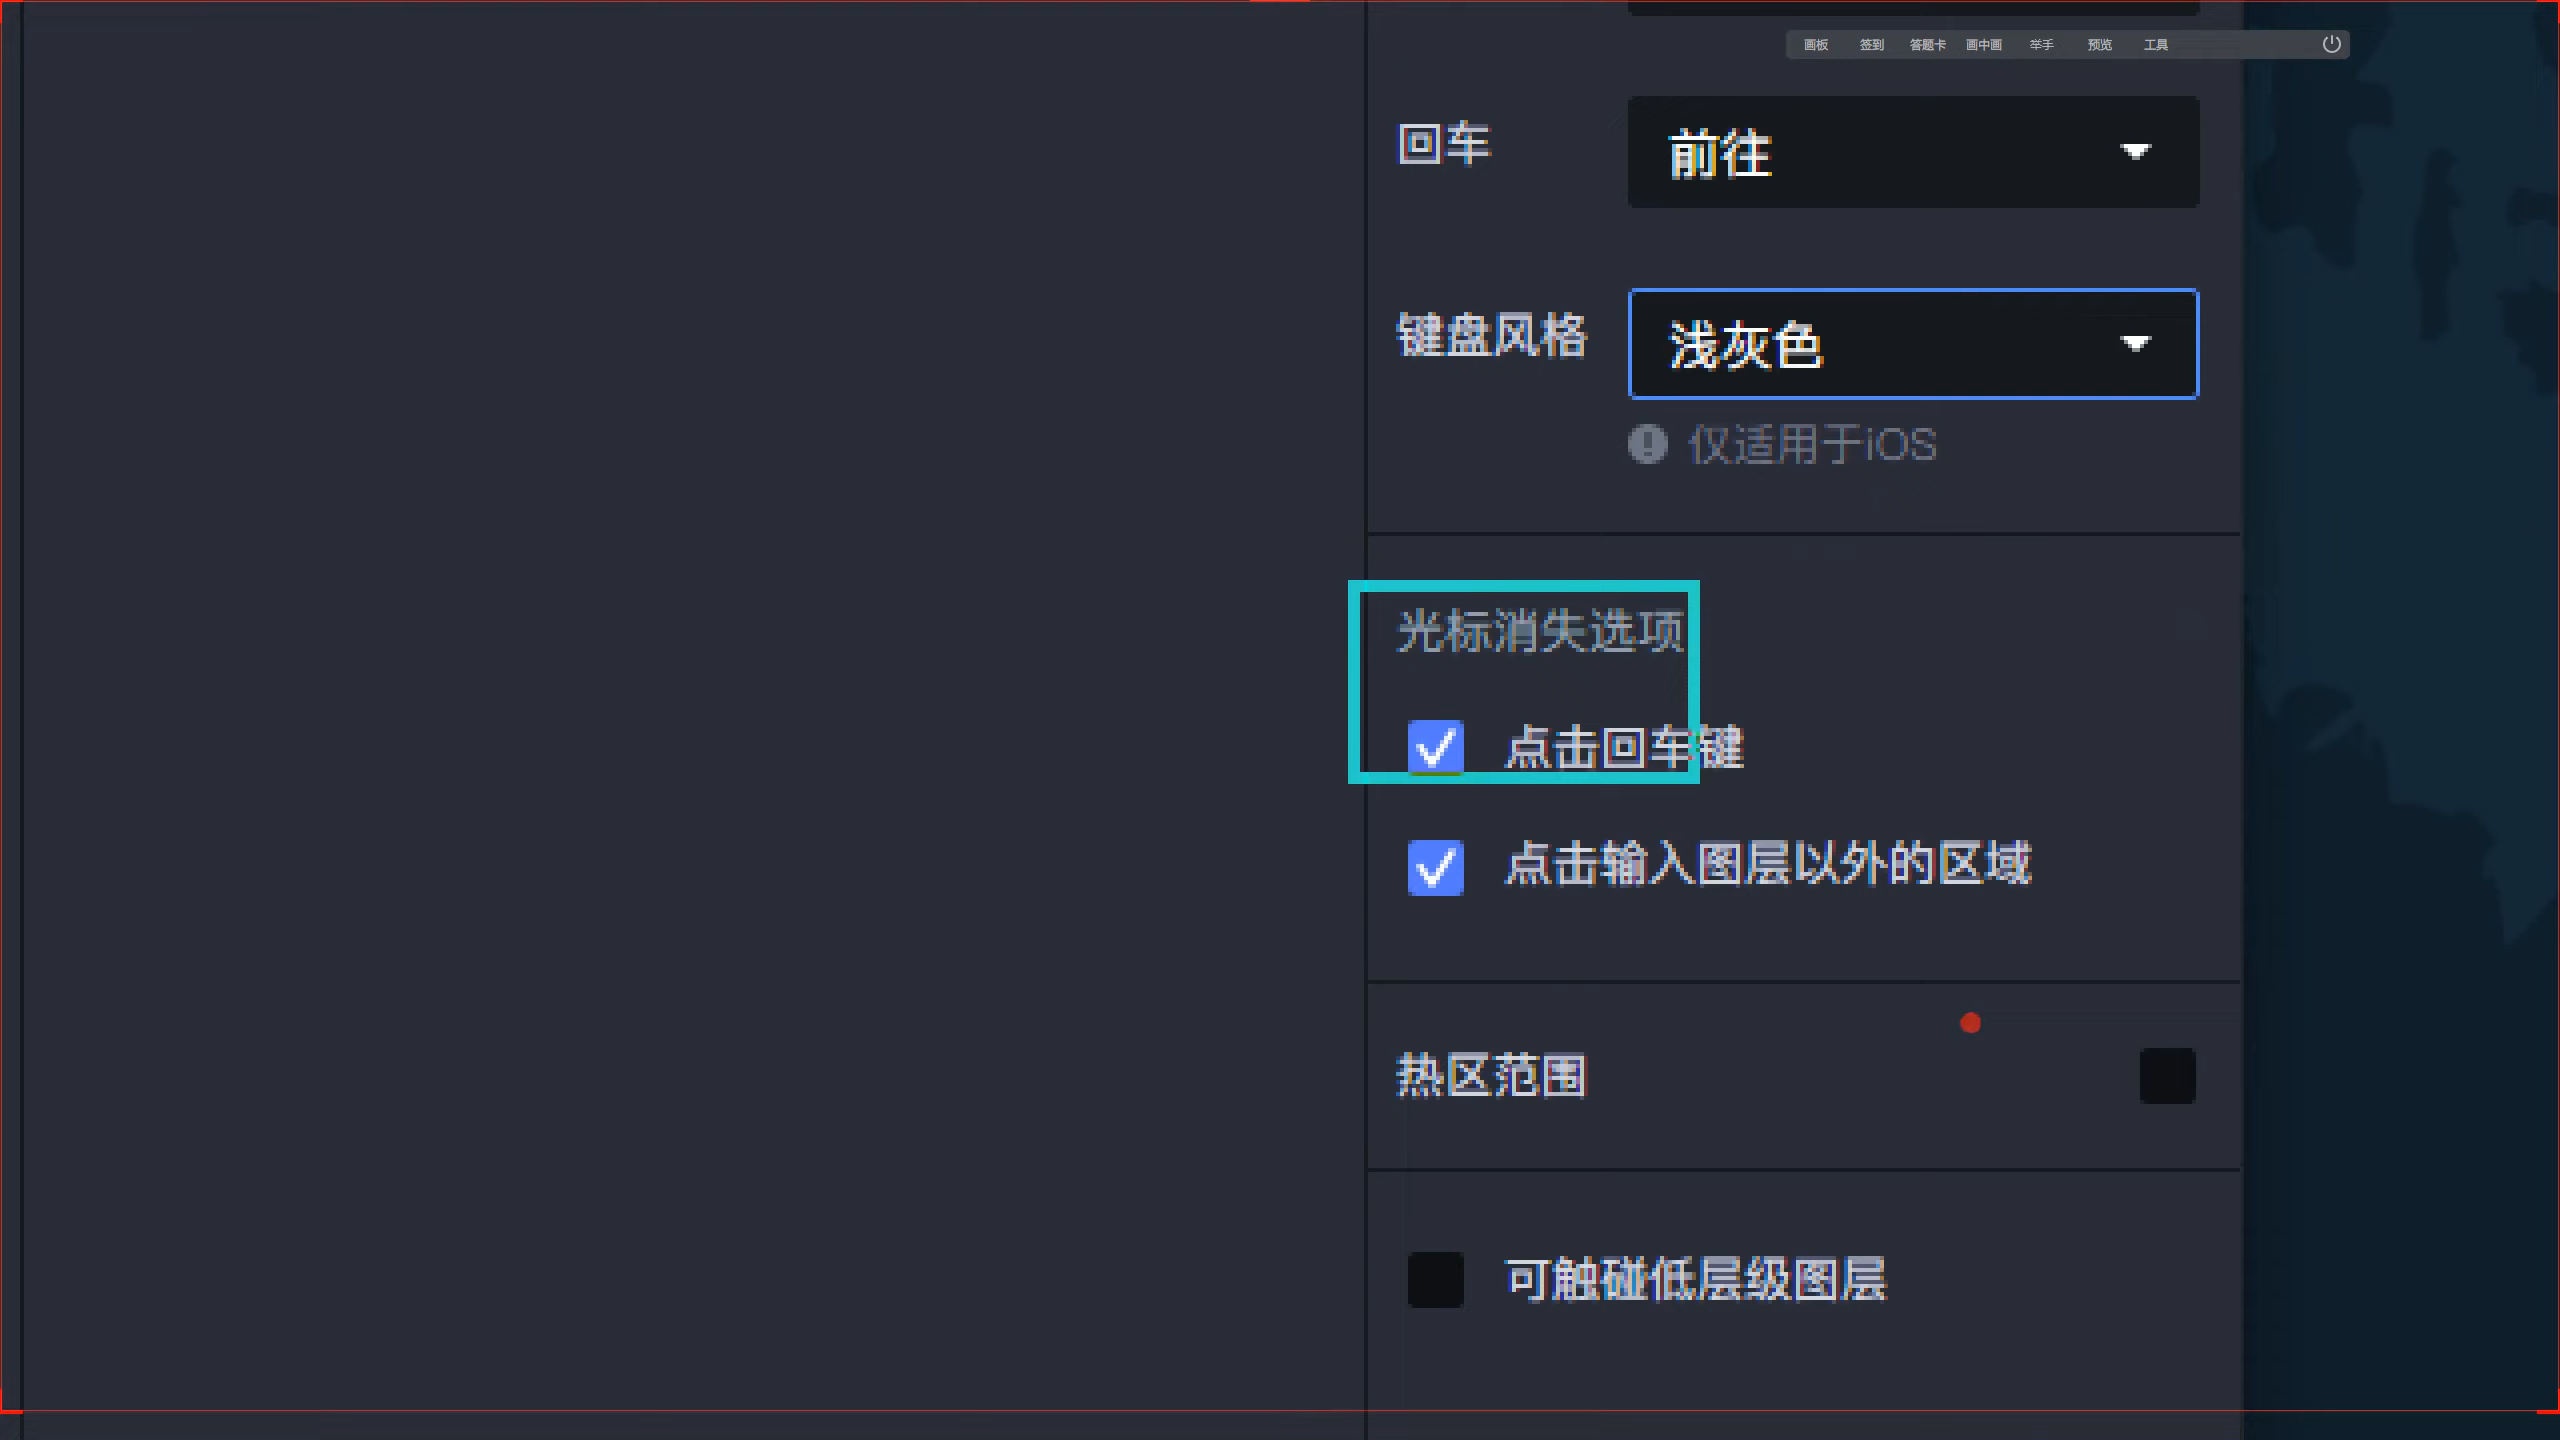 画板 签到 答题卡 画中画 举手 预览 工具
回车 前往
键盘风格 浅灰色
仅适用于iOS
光标消失选项
点击回车键
点击输入图层以外的区域
热区范围
可触碰低层级图层